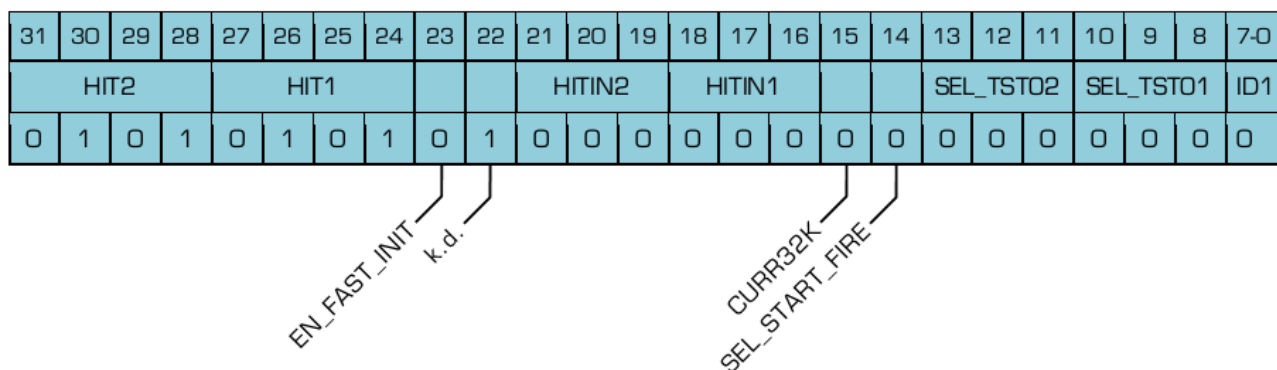 31 30 29 28 27 26 25 24 23 22 21 20 19 18 17 16 15 14 13 12 11 10 9 8 7-0
HIT2 HIT1 HITIN2 HITIN1 SEL_TSTO2 SEL_TSTO1 ID1
0 1 0 1 0 1 0 1 0 1 0 0 0 0 0 0 0 0 0 0 0 0 0 0 0
EN_FAST_INIT
k.d.
CURR32K
SEL_START_FIRE